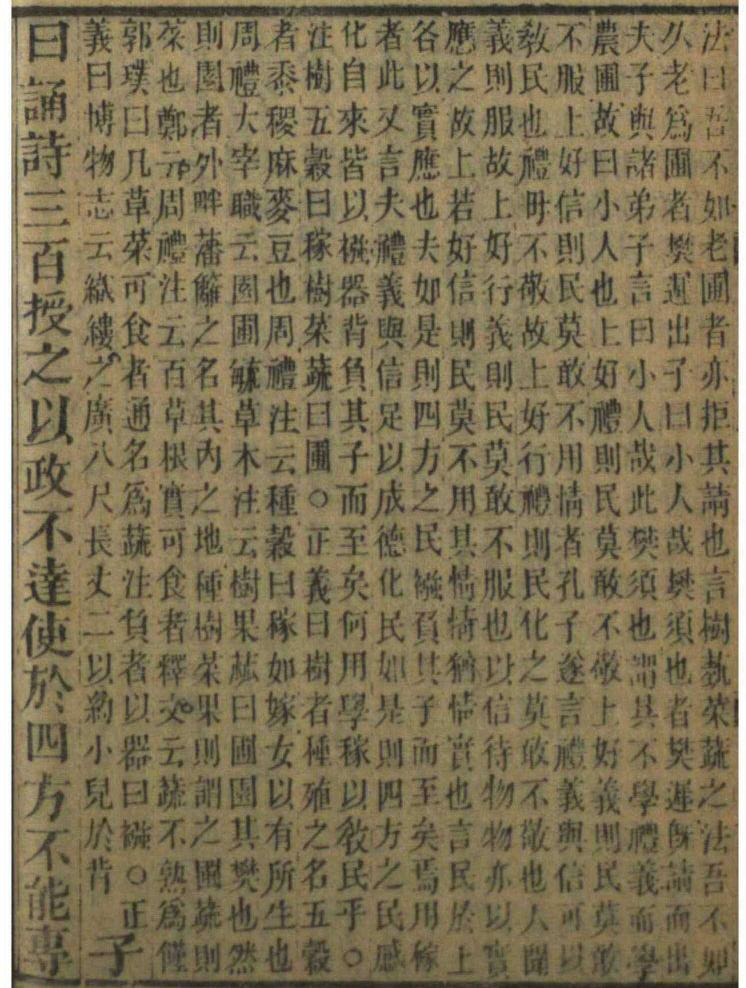 法曰吾不如老圃者亦拒其請也言樹蓺菜蔬之法吾不如
久老爲圃者樊遲出子曰小人哉樊須也者樊遲旣請而出
夫子與諸弟子言曰小人哉此樊須也謂其不學禮義而學
農圃故曰小人也上好禮則民莫敢不敬上好義則民莫敢
不服上好信則民莫敢不用情者孔子遂言禮義與信可以
敎民也禮毋不敬故上好行禮則民化之莫敢不敬也人聞
義則服故上好行義則民莫敢不服也以信待物物亦以實
應之故上若好信則民莫不用其情情猶情實也言民於上
各以實應也夫如是則四方之民襁負其子而至矣焉用稼
者此又言夫禮義與信足以成德化民如是則四方之民感
化自來皆以襁器背負其子而至矣何用學稼以敎民乎○
注樹五穀曰稼樹菜蔬曰圃○正義曰樹者種殖之名五穀
者黍稷麻麥豆也周禮注云種穀曰稼如嫁女以有所生也
周禮大宰職云園圃毓草木注云樹果蓏曰圃園其樊也然
則園者外畔藩籬之名其內之地種樹菜果則謂之圃蔬則
菜也鄭元周禮注云百草根實可食者釋文云蔬不熟爲饉
郭璞曰凡草菜可食者通名爲蔬注負者以器曰襁○正
義曰博物志云織縷之廣八尺長丈二以約小兒於背 子
曰誦詩三百授之以政不達使於四方不能專